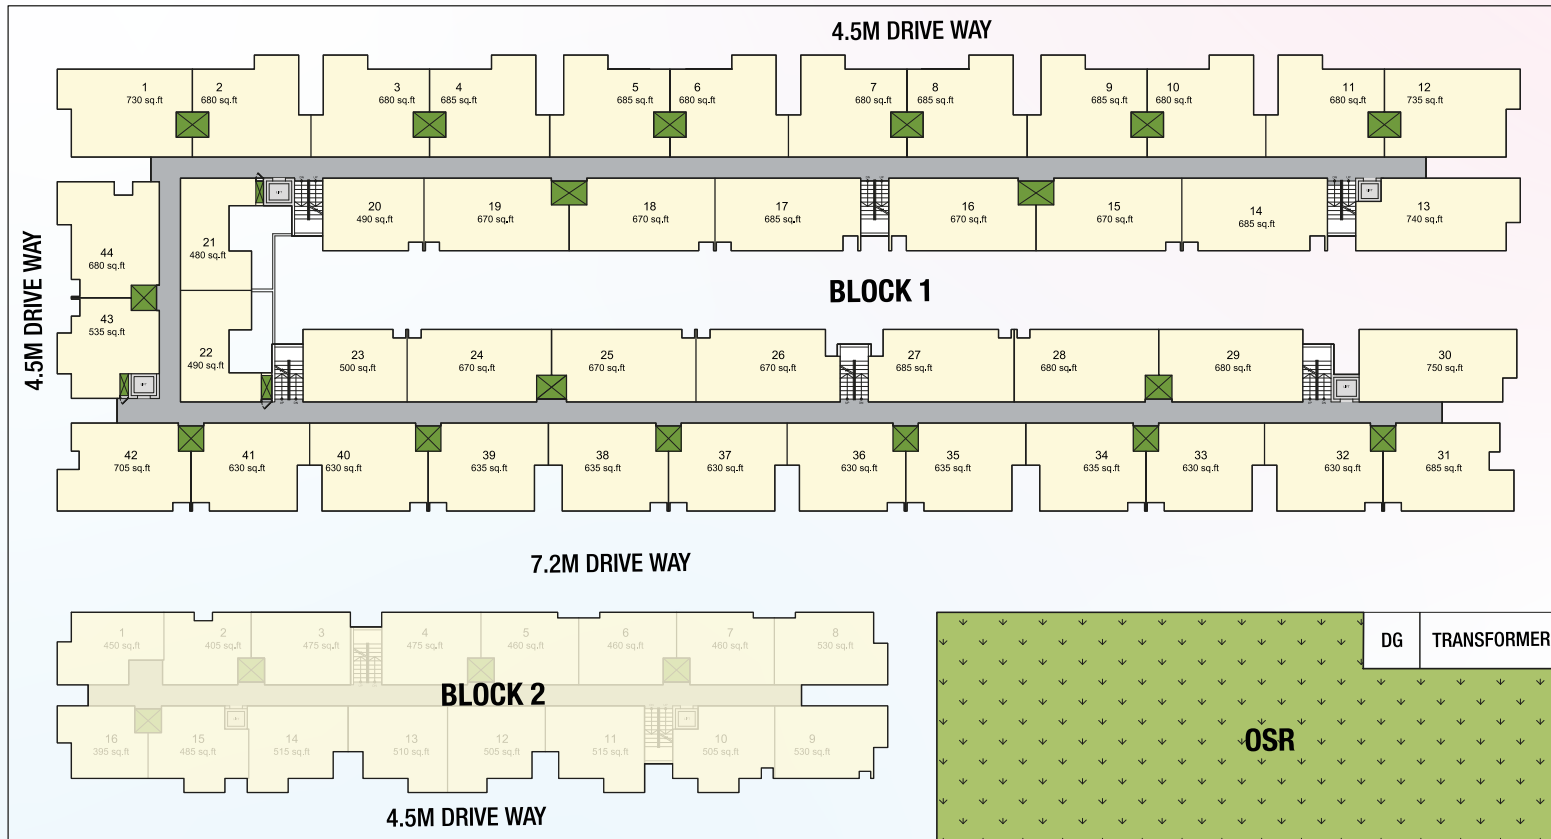 4.5M DRIVE WAY
1
730 sq.ft
2
680 sq.ft
3
680 sq.ft
4
685 sq.ft
5
685 sq.ft
6
680 sq.ft
7
680 sq.ft
8
685 sq.ft
9
685 sq.ft
10
680 sq.ft
11
680 sq.ft
12
735 sq.ft
20
490 sq.ft
19
670 sq.ft
18
670 sq.ft
17
685 sq.ft
16
670 sq.ft
15
670 sq.ft
14
685 sq.ft
13
740 sq.ft
4.5M DRIVE WAY
44
680 sq.ft
21
480 sq.ft
BLOCK 1
43
535 sq.ft
22
490 sq.ft
23
500 sq.ft
24
670 sq.ft
25
670 sq.ft
26
670 sq.ft
27
685 sq.ft
28
680 sq.ft
29
680 sq.ft
30
750 sq.ft
42
705 sq.ft
41
630 sq.ft
40
630 sq.ft
39
635 sq.ft
38
635 sq.ft
37
630 sq.ft
36
630 sq.ft
35
635 sq.ft
34
635 sq.ft
33
630 sq.ft
32
630 sq.ft
31
685 sq.ft
7.2M DRIVE WAY
1
450 sq.ft
2
405 sq.ft
3
475 sq.ft
4
475 sq.ft
5
460 sq.ft
6
460 sq.ft
7
460 sq.ft
8
530 sq.ft
DG
TRANSFORMER
BLOCK 2
16
395 sq.ft
15
485 sq.ft
14
515 sq.ft
13
510 sq.ft
12
505 sq.ft
11
515 sq.ft
10
505 sq.ft
9
530 sq.ft
OSR
4.5M DRIVE WAY